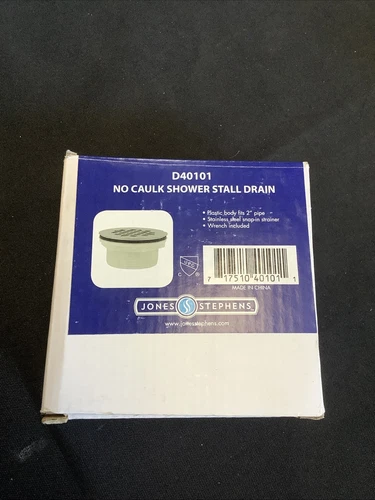 D40101
NO CAULK SHOWER STALL DRAIN
• Plastic body fits 2" pipe
• Stainless steel snap-in strainer
• Wrench included
7 17510 40101 1
MADE IN CHINA
JONES STEPHENS
www.jonesstephens.com